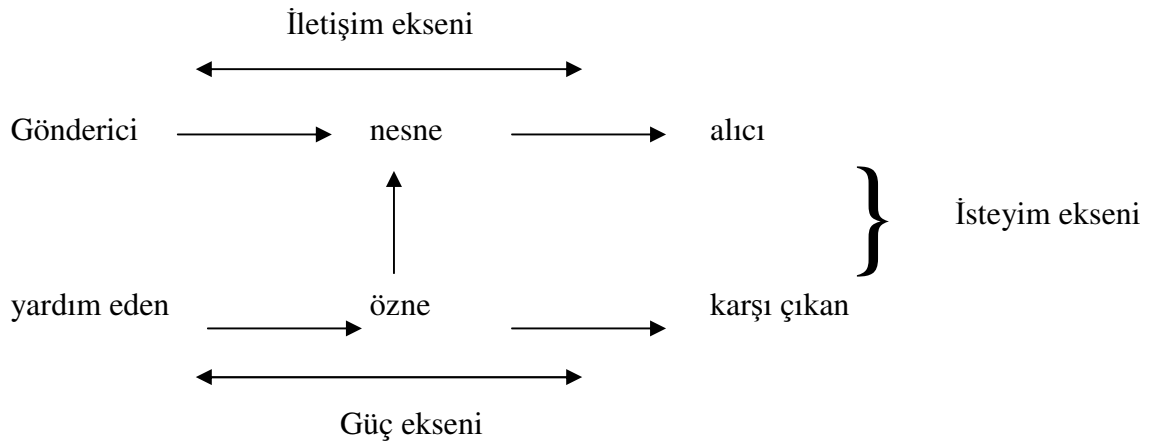 İletişim ekseni
Gönderici nesne alıcı
} İsteyim ekseni
yardım eden özne karşı çıkan
Güç ekseni